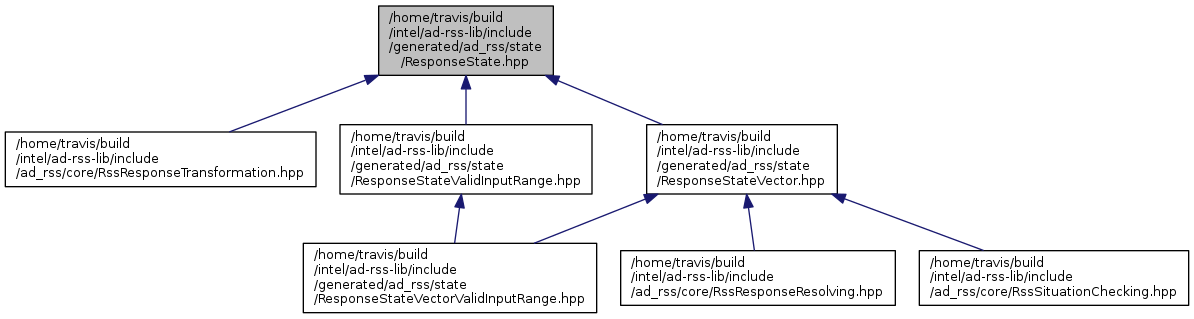 /home/travis/build
/intel/ad-rss-lib/include
/generated/ad_rss/state
/ResponseState.hpp
/home/travis/build
/intel/ad-rss-lib/include
/ad_rss/core/RssResponseTransformation.hpp
/home/travis/build
/intel/ad-rss-lib/include
/generated/ad_rss/state
/ResponseStateValidInputRange.hpp
/home/travis/build
/intel/ad-rss-lib/include
/generated/ad_rss/state
/ResponseStateVector.hpp
/home/travis/build
/intel/ad-rss-lib/include
/generated/ad_rss/state
/ResponseStateVectorValidInputRange.hpp
/home/travis/build
/intel/ad-rss-lib/include
/ad_rss/core/RssResponseResolving.hpp
/home/travis/build
/intel/ad-rss-lib/include
/ad_rss/core/RssSituationChecking.hpp